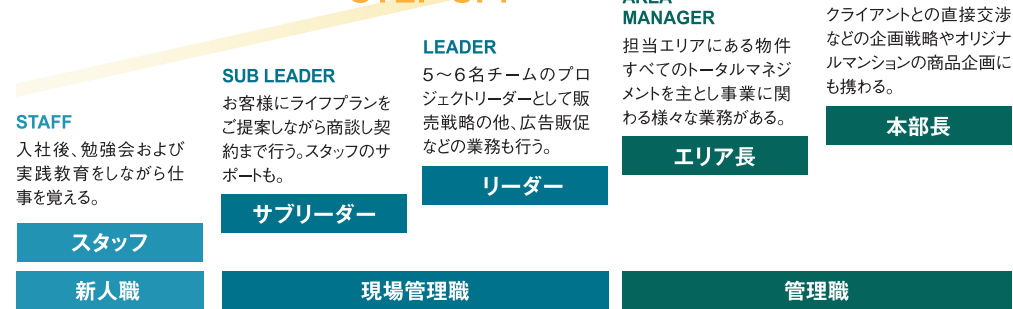 STAFF
入社後、勉強会および
実践教育をしながら仕
事を覚える。
スタッフ
新人職
SUB LEADER
お客様にライフプランを
ご提案しながら商談し契
約まで行う。スタッフのサ
ポートも。
サブリーダー
LEADER
5〜6名チームのプロ
ジェクトリーダーとして販
売戦略の他、広告販促
などの業務も行う。
リーダー
現場管理職
MANAGER
担当エリアにある物件
すべてのトータルマネジ
メントを主とし事業に関
わる様々な業務がある。
エリア長
クライアントとの直接交渉
などの企画戦略やオリジナ
ルマンションの商品企画に
も携わる。
本部長
管理職